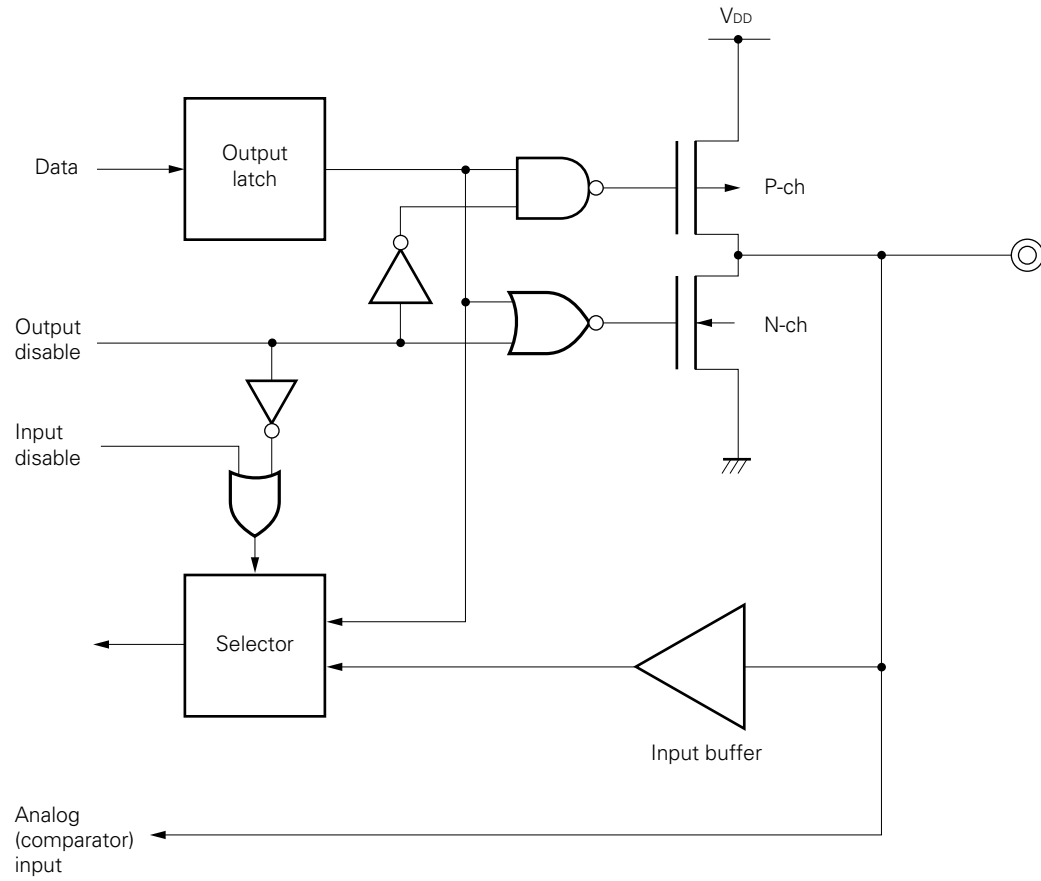 VDD
Output
latch
Data
P-ch
Output
disable
N-ch
Input
disable
Selector
Input buffer
Analog
(comparator)
input